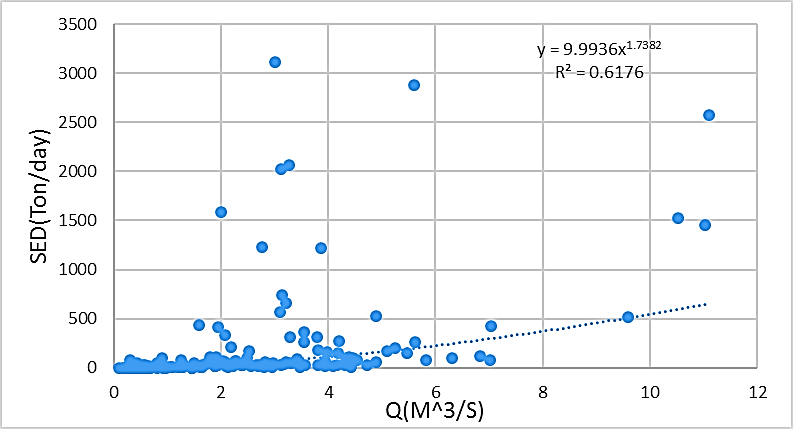 y = 9.9936x^1.7382
R² = 0.6176
3500
3000
2500
2000
1500
1000
500
0
SED(Ton/day)
0 2 4 6 8 10 12
Q(M^3/S)